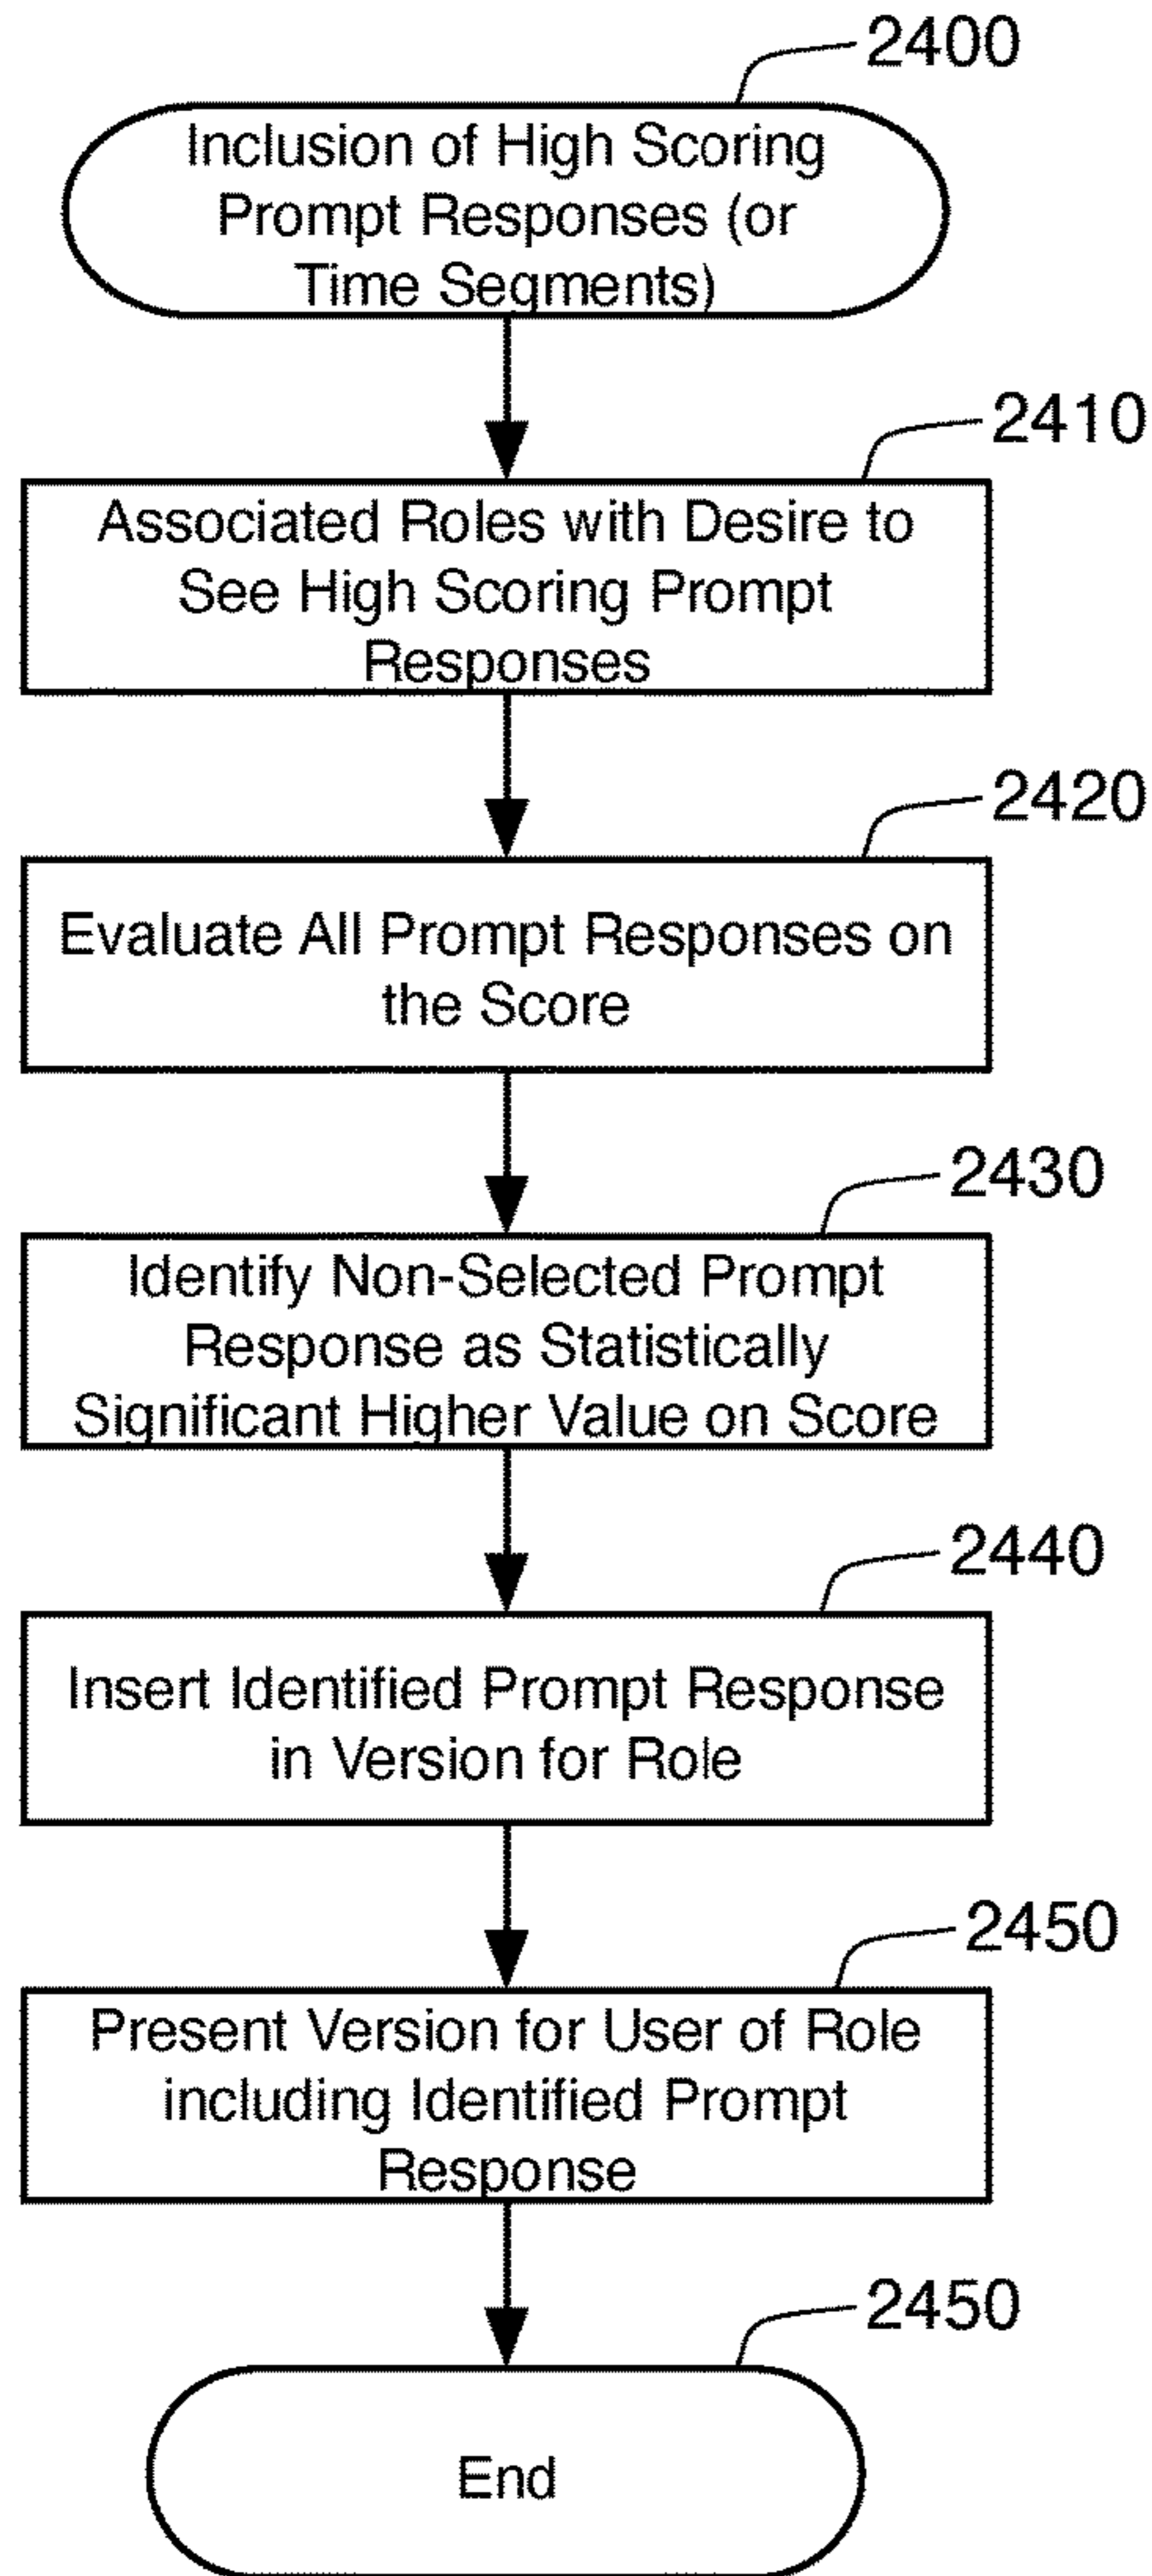 2400
Inclusion of High Scoring
Prompt Responses (or
Time Segments)
2410
Associated Roles with Desire to
See High Scoring Prompt
Responses
2420
Evaluate All Prompt Responses on
the Score
2430
Identify Non-Selected Prompt
Response as Statistically
Significant Higher Value on Score
2440
Insert Identified Prompt Response
in Version for Role
2450
Present Version for User of Role
including Identified Prompt
Response
2450
End